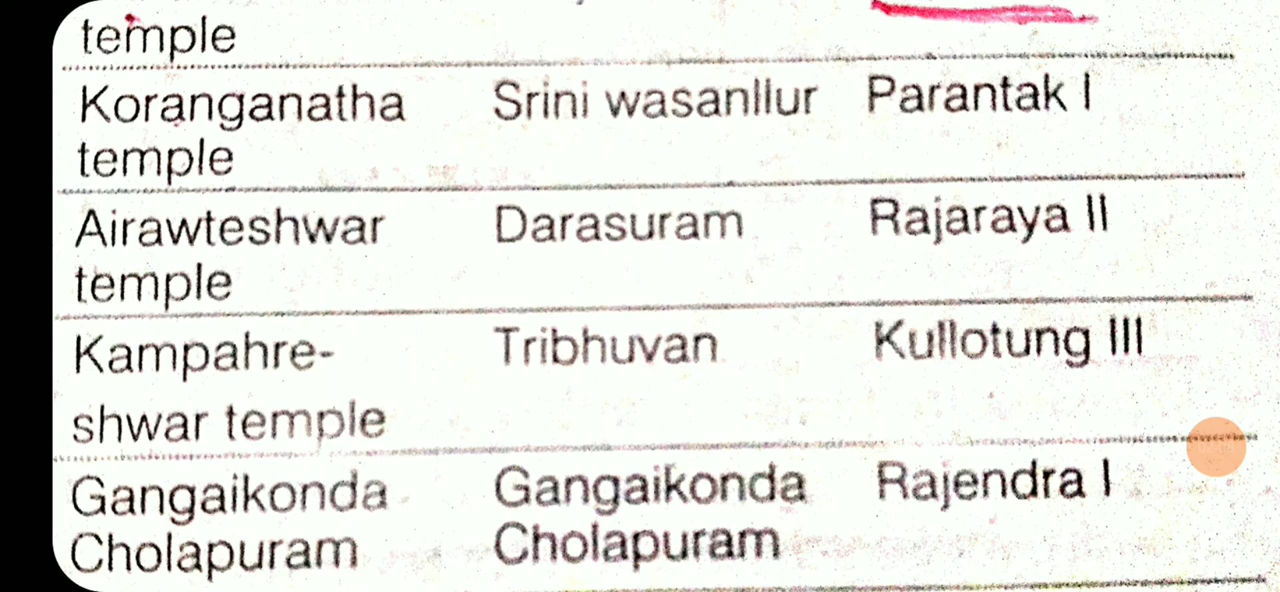 temple
Koranganatha Srini wasanllur Parantak I
temple
Airawteshwar Darasuram Rajaraya II
temple
Kampahre- Tribhuvan Kullotung III
shwar temple
Gangaikonda Gangaikonda Rajendra I
Cholapuram Cholapuram